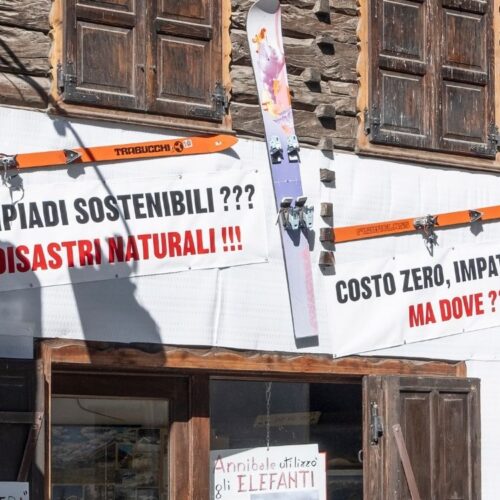 TRABUCCHI
PIADI SOSTENIBILI ???
DISASTRI NATURALI !!!
COSTO ZERO, IMPAT
MA DOVE ??
Annibale utilizzò
gli ELEFANTI